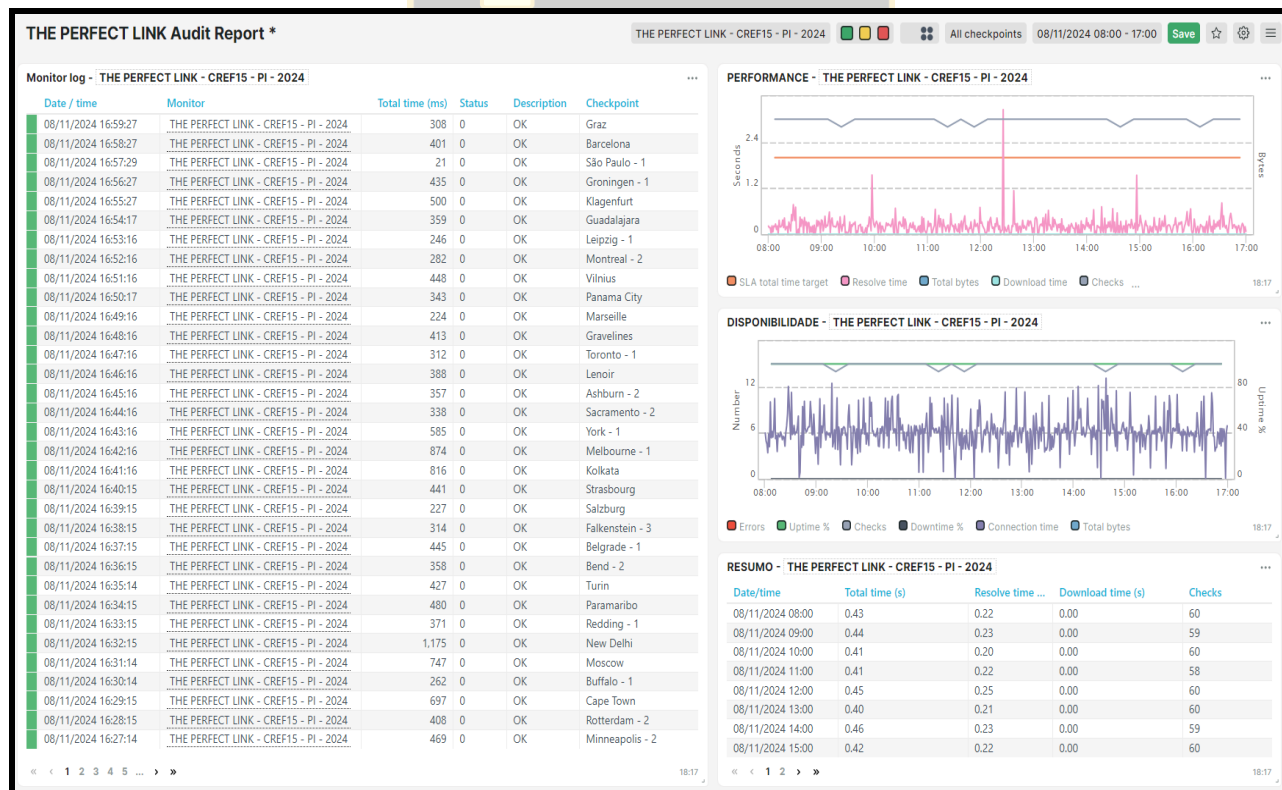 THE PERFECT LINK Audit Report *
THE PERFECT LINK - CREF15 - PI - 2024
All checkpoints
08/11/2024 08:00 - 17:00
Save
Monitor log - THE PERFECT LINK - CREF15 - PI - 2024
Date / time Monitor Total time (ms) Status Description Checkpoint
08/11/2024 16:59:27 THE PERFECT LINK - CREF15 - PI - 2024 308 0 OK Graz
08/11/2024 16:58:27 THE PERFECT LINK - CREF15 - PI - 2024 401 0 OK Barcelona
08/11/2024 16:57:29 THE PERFECT LINK - CREF15 - PI - 2024 21 0 OK São Paulo - 1
08/11/2024 16:56:27 THE PERFECT LINK - CREF15 - PI - 2024 435 0 OK Groningen - 1
08/11/2024 16:55:27 THE PERFECT LINK - CREF15 - PI - 2024 500 0 OK Klagenfurt
08/11/2024 16:54:17 THE PERFECT LINK - CREF15 - PI - 2024 359 0 OK Guadalajara
08/11/2024 16:53:16 THE PERFECT LINK - CREF15 - PI - 2024 246 0 OK Leipzig - 1
08/11/2024 16:52:16 THE PERFECT LINK - CREF15 - PI - 2024 282 0 OK Montreal - 2
08/11/2024 16:51:16 THE PERFECT LINK - CREF15 - PI - 2024 448 0 OK Vilnius
08/11/2024 16:50:17 THE PERFECT LINK - CREF15 - PI - 2024 343 0 OK Panama City
08/11/2024 16:49:16 THE PERFECT LINK - CREF15 - PI - 2024 224 0 OK Marseille
08/11/2024 16:48:16 THE PERFECT LINK - CREF15 - PI - 2024 413 0 OK Gravelines
08/11/2024 16:47:16 THE PERFECT LINK - CREF15 - PI - 2024 312 0 OK Toronto - 1
08/11/2024 16:46:16 THE PERFECT LINK - CREF15 - PI - 2024 388 0 OK Lenoir
08/11/2024 16:45:16 THE PERFECT LINK - CREF15 - PI - 2024 357 0 OK Ashburn - 2
08/11/2024 16:44:16 THE PERFECT LINK - CREF15 - PI - 2024 338 0 OK Sacramento - 2
08/11/2024 16:43:16 THE PERFECT LINK - CREF15 - PI - 2024 585 0 OK York - 1
08/11/2024 16:42:16 THE PERFECT LINK - CREF15 - PI - 2024 874 0 OK Melbourne - 1
08/11/2024 16:41:16 THE PERFECT LINK - CREF15 - PI - 2024 816 0 OK Kolkata
08/11/2024 16:40:15 THE PERFECT LINK - CREF15 - PI - 2024 441 0 OK Strasbourg
08/11/2024 16:39:15 THE PERFECT LINK - CREF15 - PI - 2024 227 0 OK Salzburg
08/11/2024 16:38:15 THE PERFECT LINK - CREF15 - PI - 2024 314 0 OK Falkenstein - 3
08/11/2024 16:37:15 THE PERFECT LINK - CREF15 - PI - 2024 445 0 OK Belgrade - 1
08/11/2024 16:36:15 THE PERFECT LINK - CREF15 - PI - 2024 358 0 OK Bend - 2
08/11/2024 16:35:14 THE PERFECT LINK - CREF15 - PI - 2024 427 0 OK Turin
08/11/2024 16:34:15 THE PERFECT LINK - CREF15 - PI - 2024 480 0 OK Paramaribo
08/11/2024 16:33:15 THE PERFECT LINK - CREF15 - PI - 2024 371 0 OK Redding - 1
08/11/2024 16:32:15 THE PERFECT LINK - CREF15 - PI - 2024 1,175 0 OK New Delhi
08/11/2024 16:31:14 THE PERFECT LINK - CREF15 - PI - 2024 747 0 OK Moscow
08/11/2024 16:30:14 THE PERFECT LINK - CREF15 - PI - 2024 262 0 OK Buffalo - 1
08/11/2024 16:29:15 THE PERFECT LINK - CREF15 - PI - 2024 697 0 OK Cape Town
08/11/2024 16:28:15 THE PERFECT LINK - CREF15 - PI - 2024 408 0 OK Rotterdam - 2
08/11/2024 16:27:14 THE PERFECT LINK - CREF15 - PI - 2024 469 0 OK Minneapolis - 2
« ‹ 1 2 3 4 5 ... › »
18:17
PERFORMANCE - THE PERFECT LINK - CREF15 - PI - 2024
Seconds
2.4
1.2
0
Bytes
08:00 09:00 10:00 11:00 12:00 13:00 14:00 15:00 16:00 17:00
SLA total time target Resolve time Total bytes Download time Checks ...
18:17
DISPONIBILIDADE - THE PERFECT LINK - CREF15 - PI - 2024
Number
12
6
0
80
40
0
Uptime %
08:00 09:00 10:00 11:00 12:00 13:00 14:00 15:00 16:00 17:00
Errors Uptime % Checks Downtime % Connection time Total bytes
18:17
RESUMO - THE PERFECT LINK - CREF15 - PI - 2024
Date/time Total time (s) Resolve time ... Download time (s) Checks
08/11/2024 08:00 0.43 0.22 0.00 60
08/11/2024 09:00 0.44 0.23 0.00 59
08/11/2024 10:00 0.41 0.20 0.00 60
08/11/2024 11:00 0.41 0.22 0.00 58
08/11/2024 12:00 0.45 0.25 0.00 60
08/11/2024 13:00 0.40 0.21 0.00 60
08/11/2024 14:00 0.46 0.23 0.00 59
08/11/2024 15:00 0.42 0.22 0.00 60
« ‹ 1 2 › »
18:17